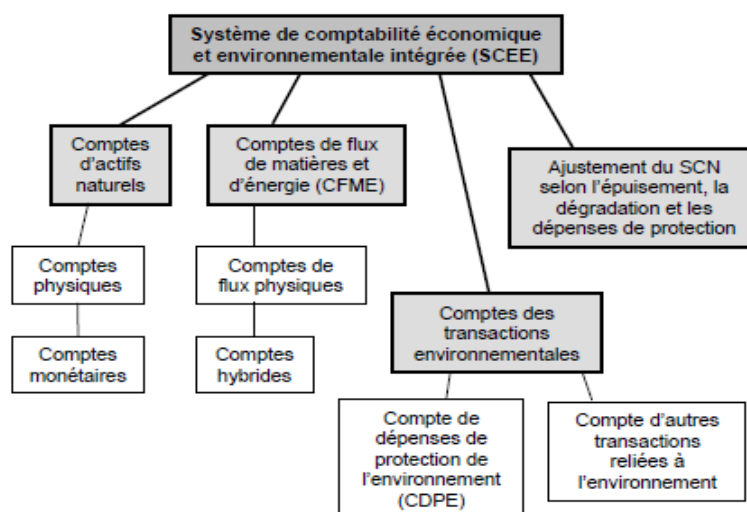 Système de comptabilité économique
et environnementale intégrée (SCEE)
Comptes
d'actifs
naturels
Comptes de flux
de matières et
d'énergie (CFME)
Ajustement du SCN
selon l'épuisement, la
dégradation et les
dépenses de protection
Comptes
physiques
Comptes de
flux physiques
Comptes des
transactions
environnementales
Comptes
monétaires
Comptes
hybrides
Compte de
dépenses de
protection de
l'environnement
(CDPE)
Compte d'autres
transactions
reliées à
l'environnement